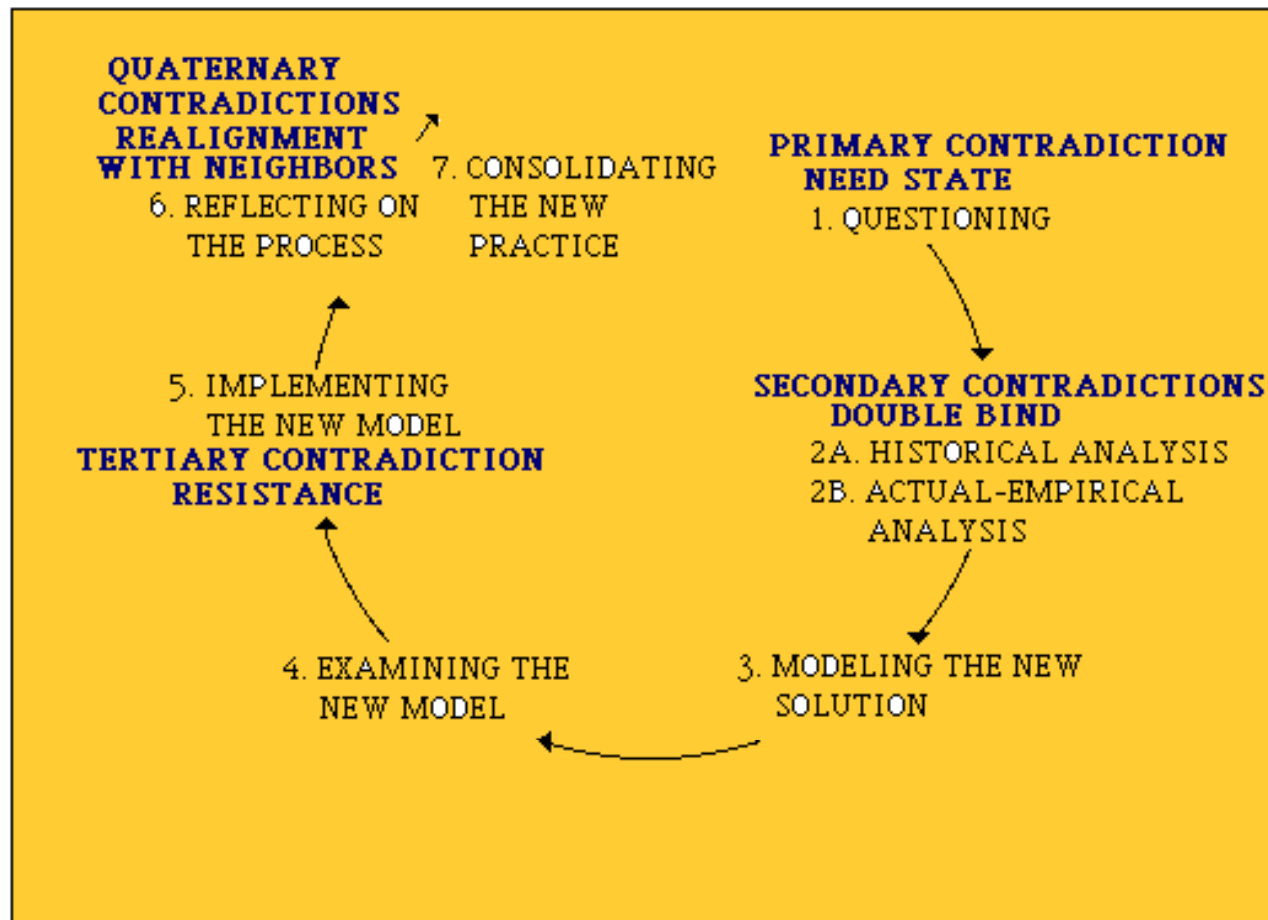 QUATERNARY
CONTRADICTIONS
REALIGNMENT
WITH NEIGHBORS
6. REFLECTING ON
THE PROCESS
7. CONSOLIDATING
THE NEW
PRACTICE
PRIMARY CONTRADICTION
NEED STATE
1. QUESTIONING
SECONDARY CONTRADICTIONS
DOUBLE BIND
2A. HISTORICAL ANALYSIS
2B. ACTUAL-EMPIRICAL
ANALYSIS
5. IMPLEMENTING
THE NEW MODEL
TERTIARY CONTRADICTION
RESISTANCE
4. EXAMINING THE
NEW MODEL
3. MODELING THE NEW
SOLUTION